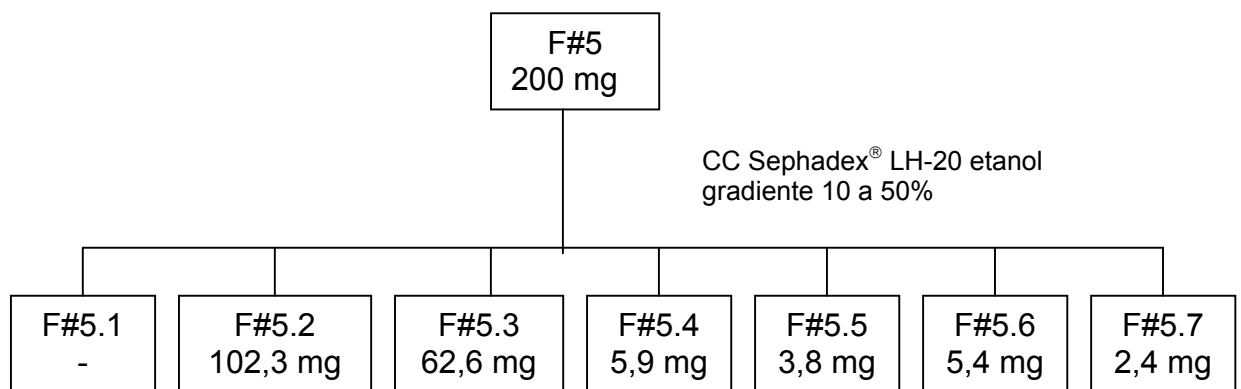 F#5
200 mg
CC Sephadex® LH-20 etanol
gradiente 10 a 50%
F#5.1
-
F#5.2
102,3 mg
F#5.3
62,6 mg
F#5.4
5,9 mg
F#5.5
3,8 mg
F#5.6
5,4 mg
F#5.7
2,4 mg